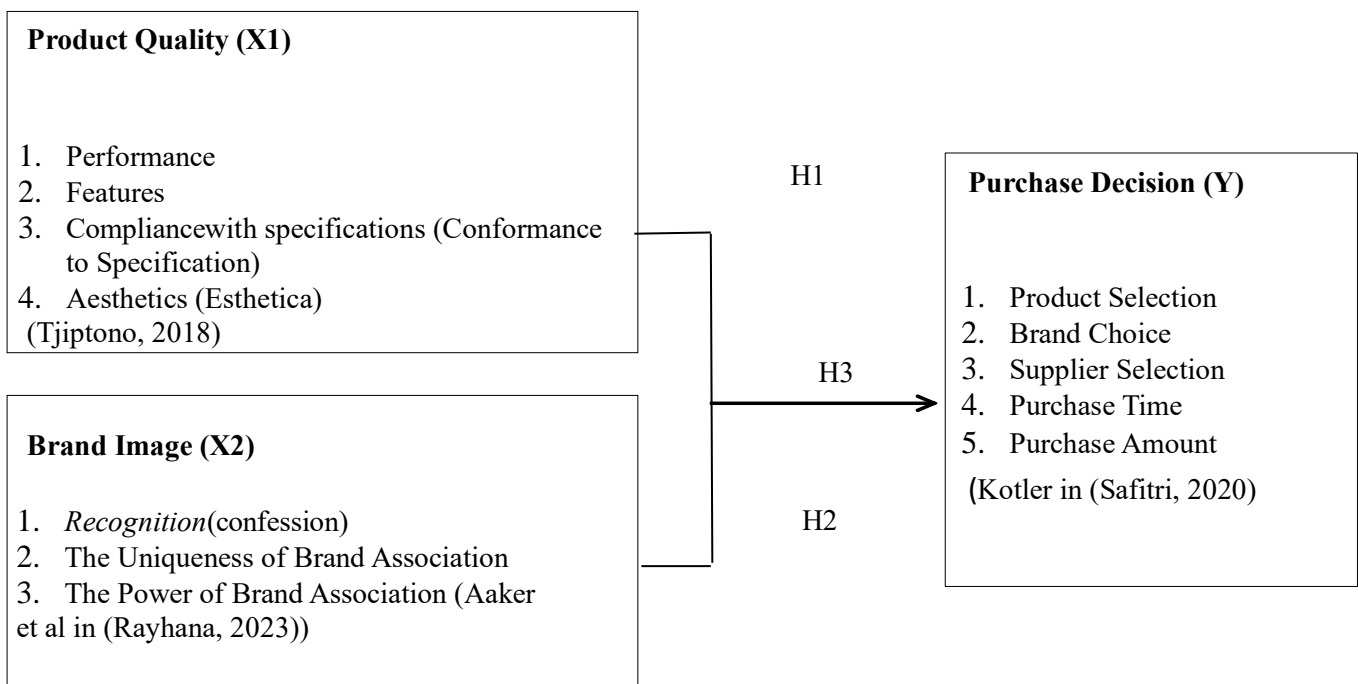 Product Quality (X1)
1. Performance
2. Features
3. Compliancewith specifications (Conformance
to Specification)
4. Aesthetics (Esthetica)
(Tjiptono, 2018)
Brand Image (X2)
1. Recognition(confession)
2. The Uniqueness of Brand Association
3. The Power of Brand Association (Aaker
et al in (Rayhana, 2023))
H1
H3
H2
Purchase Decision (Y)
1. Product Selection
2. Brand Choice
3. Supplier Selection
4. Purchase Time
5. Purchase Amount
(Kotler in (Safitri, 2020)